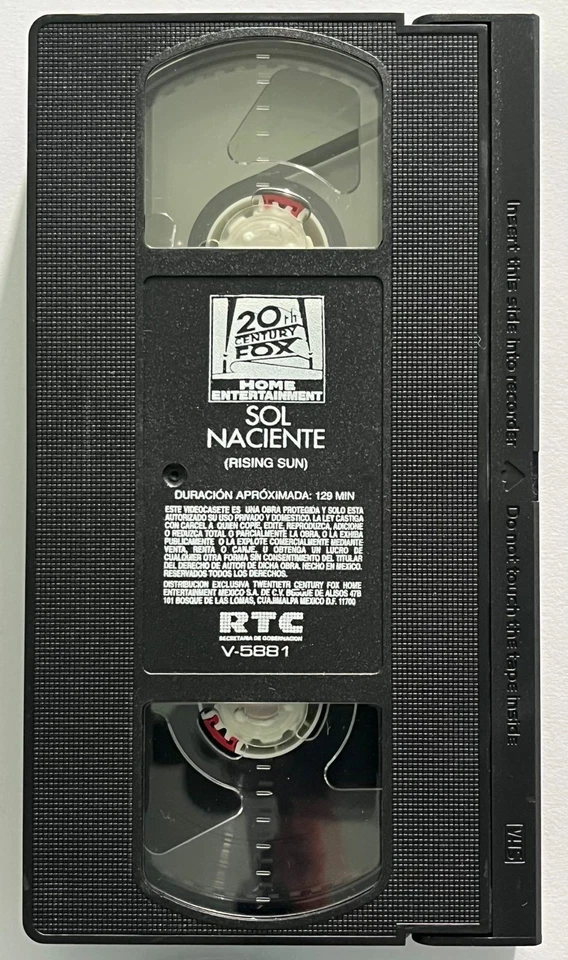 20th
CENTURY
FOX
HOME
ENTERTAINMENT
SOL
NACIENTE
(RISING SUN)
DURACIÓN APRÓXIMADA: 129 MIN
ESTE VIDEOCASETE ES UNA OBRA PROTEGIDA Y SOLO ESTA
AUTORIZADO SU USO PRIVADO Y DOMESTICO. LA LEY CASTIGA
CON CARCEL A QUIEN COPIE, EDITE, REPRODUZCA, ADICIONE
O REDUZCA TOTAL O PARCIALMENTE LA OBRA, O LA EXHIBA
PUBLICAMENTE O LA EXPLOTE COMERCIALMENTE MEDIANTE
VENTA, RENTA O CANJE, U OBTENGA UN LUCRO DE
CUALQUIER OTRA FORMA SIN CONSENTIMIENTO DEL TITULAR
DEL DERECHO DE AUTOR DE DICHA OBRA. HECHO EN MEXICO.
RESERVADOS TODOS LOS DERECHOS.
DISTRIBUCION EXCLUSIVA TWENTIETH CENTURY FOX HOME
ENTERTAINMENT MEXICO S.A. DE C.V. BOSQUE DE ALISOS 47B
101 BOSQUE DE LAS LOMAS, CUAJIMALPA MEXICO D.F. 11700
RTC
SECRETARIA DE GOBERNACION
V-5881
Insert this side into recorder
Do not touch the tape inside
VHS